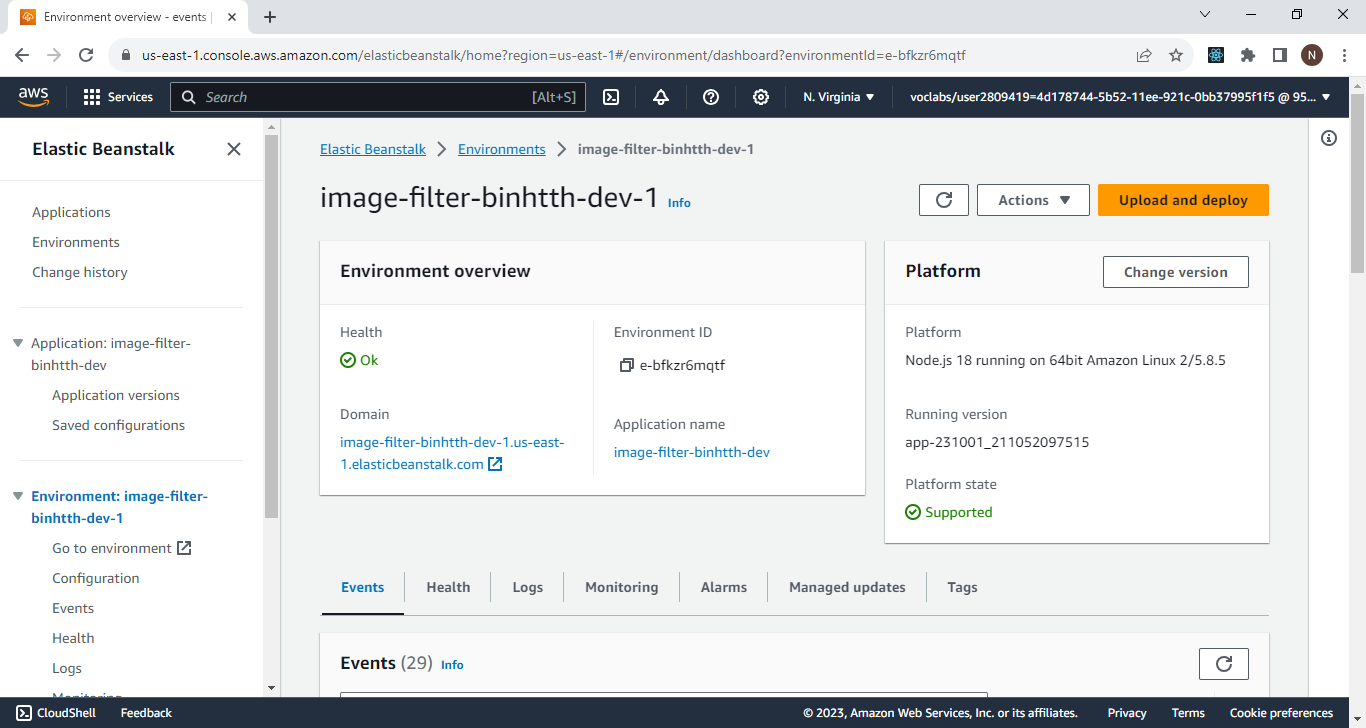 Environment overview - events
us-east-1.console.aws.amazon.com/elasticbeanstalk/home?region=us-east-1#/environment/dashboard?environmentId=e-bfkzr6mqtf
N
aws
Services
Search
[Alt+S]
N. Virginia
voclabs/user2809419=4d178744-5b52-11ee-921c-0bb37995f1f5 @ 95...
Elastic Beanstalk
Applications
Environments
Change history
Application: image-filter-
binhtth-dev
Application versions
Saved configurations
Environment: image-filter-
binhtth-dev-1
Go to environment
Configuration
Events
Health
Logs
Monitoring
Elastic Beanstalk
Environments
image-filter-binhtth-dev-1
image-filter-binhtth-dev-1 Info
Actions
Upload and deploy
Environment overview
Health
Ok
Domain
image-filter-binhtth-dev-1.us-east-
1.elasticbeanstalk.com
Environment ID
e-bfkzr6mqtf
Application name
image-filter-binhtth-dev
Platform
Change version
Platform
Node.js 18 running on 64bit Amazon Linux 2/5.8.5
Running version
app-231001_211052097515
Platform state
Supported
Events
Health
Logs
Monitoring
Alarms
Managed updates
Tags
Events (29) Info
CloudShell
Feedback
© 2023, Amazon Web Services, Inc. or its affiliates.
Privacy
Terms
Cookie preferences